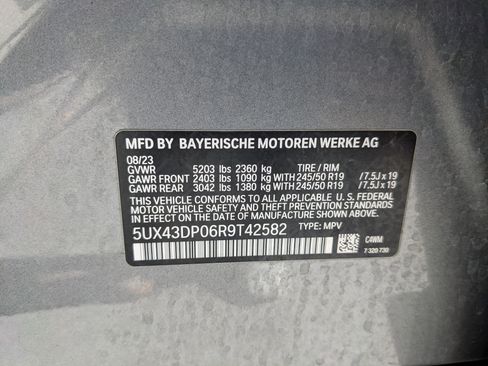 MFD BY BAYERISCHE MOTOREN WERKE AG
08/23
GVWR 5203 lbs 2360 kg TIRE / RIM
GAWR FRONT 2403 lbs 1090 kg WITH 245/50 R19 /7.5J x 19
GAWR REAR 3042 lbs 1380 kg WITH 245/50 R19 /7.5J x 19
THIS VEHICLE CONFORMS TO ALL APPLICABLE U.S. FEDERAL
MOTOR VEHICLE SAFETY AND THEFT PREVENTION STANDARDS
IN EFFECT ON THE DATE OF MANUFACTURE SHOWN ABOVE.
5UX43DP06R9T42582 TYPE: MPV
C4WM
7 320 730